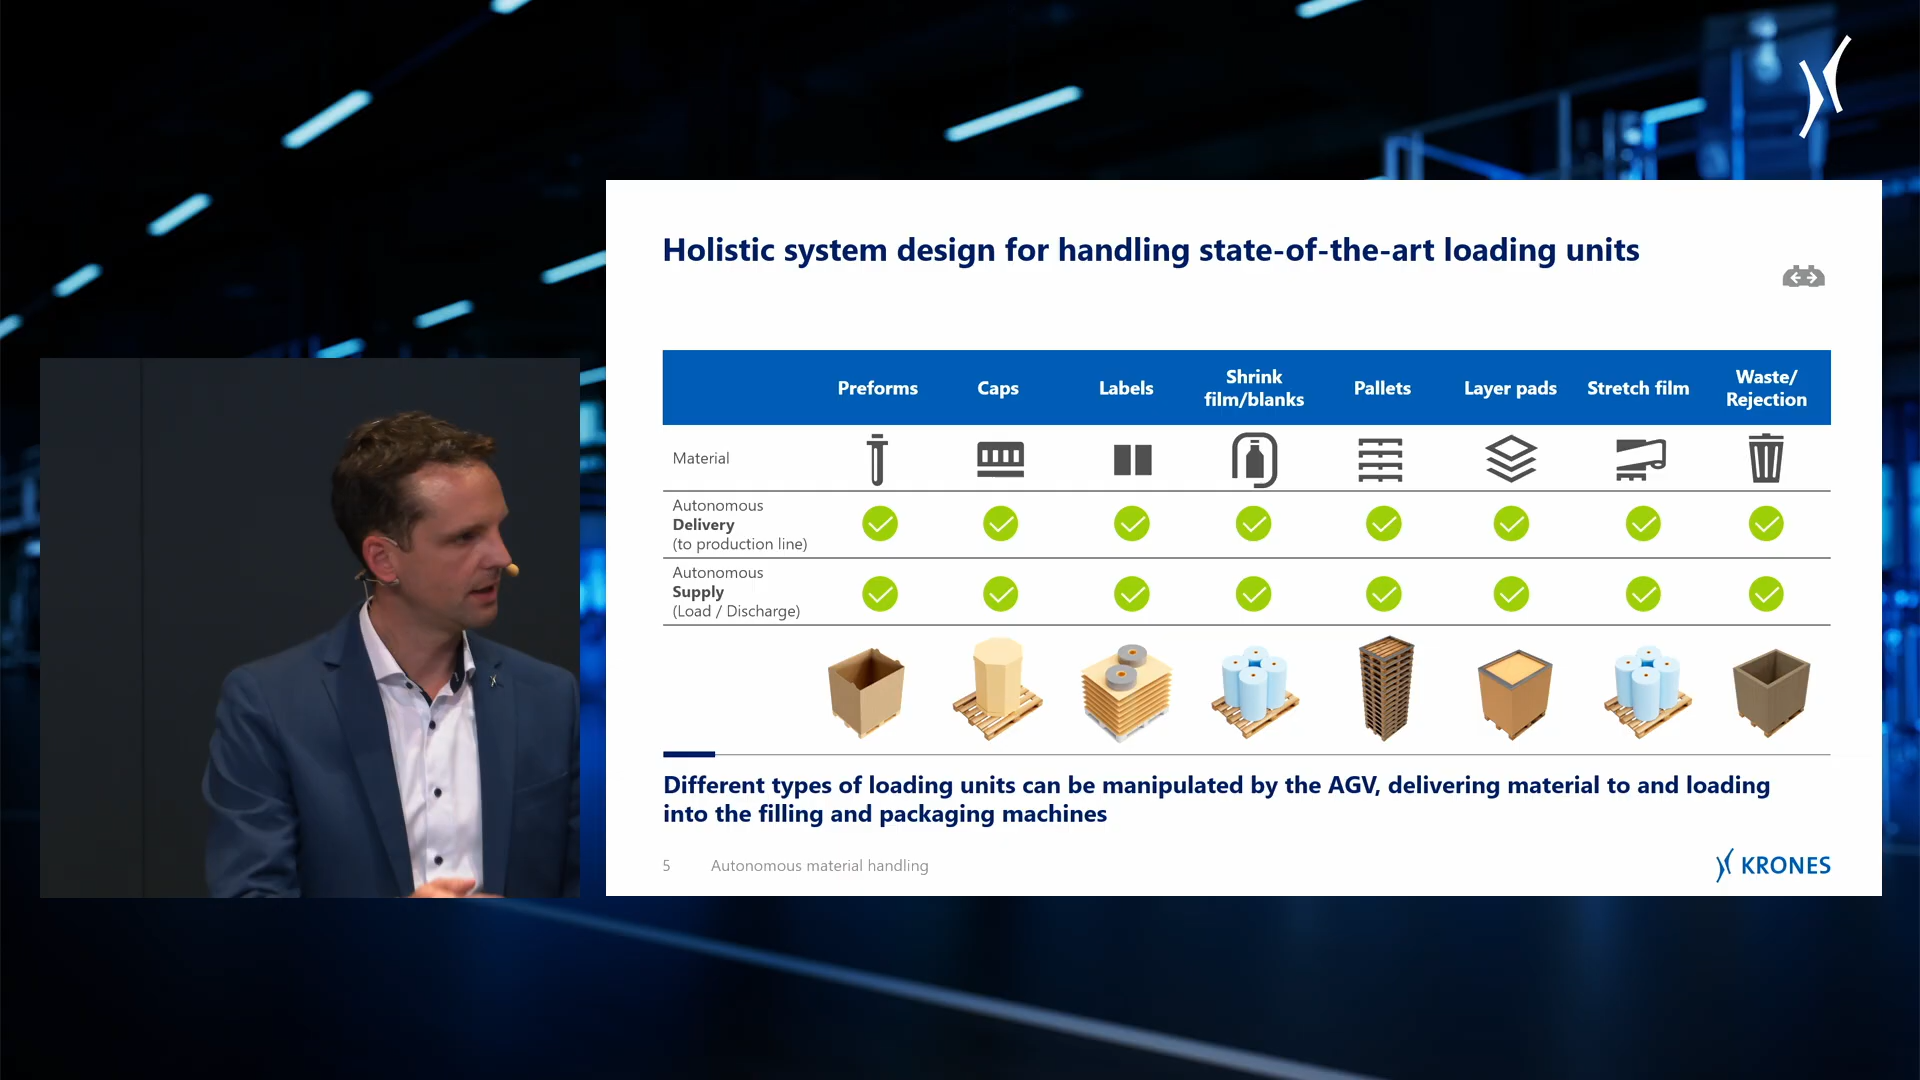 Holistic system design for handling state-of-the-art loading units
Preforms Caps Labels Shrink film/blanks Pallets Layer pads Stretch film Waste/ Rejection
Material
Autonomous
Delivery
(to production line)
Autonomous
Supply
(Load / Discharge)
Different types of loading units can be manipulated by the AGV, delivering material to and loading
into the filling and packaging machines
5 Autonomous material handling
KRONES